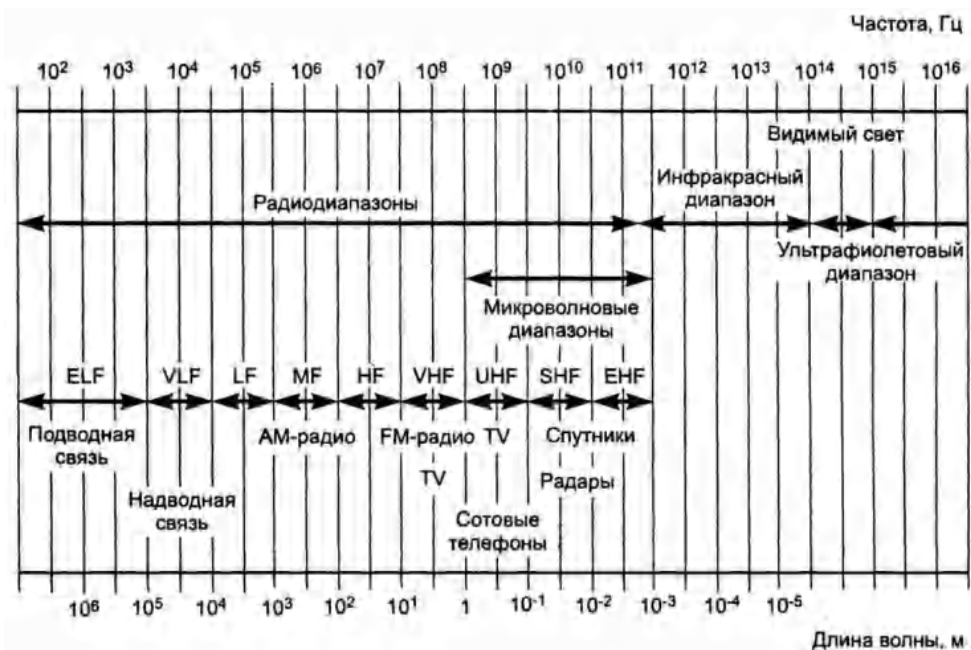 Частота, Гц
10² 10³ 10⁴ 10⁵ 10⁶ 10⁷ 10⁸ 10⁹ 10¹⁰ 10¹¹ 10¹² 10¹³ 10¹⁴ 10¹⁵ 10¹⁶
Видимый свет
Инфракрасный
диапазон
Радиодиапазоны
Ультрафиолетовый
диапазон
Микроволновые
диапазоны
ELF VLF LF MF HF VHF UHF SHF EHF
Подводная
связь
АМ-радио FM-радио TV Спутники
TV Радары
Надводная
связь
Сотовые
телефоны
10⁶ 10⁵ 10⁴ 10³ 10² 10¹ 1 10⁻¹ 10⁻² 10⁻³ 10⁻⁴ 10⁻⁵
Длина волны, м